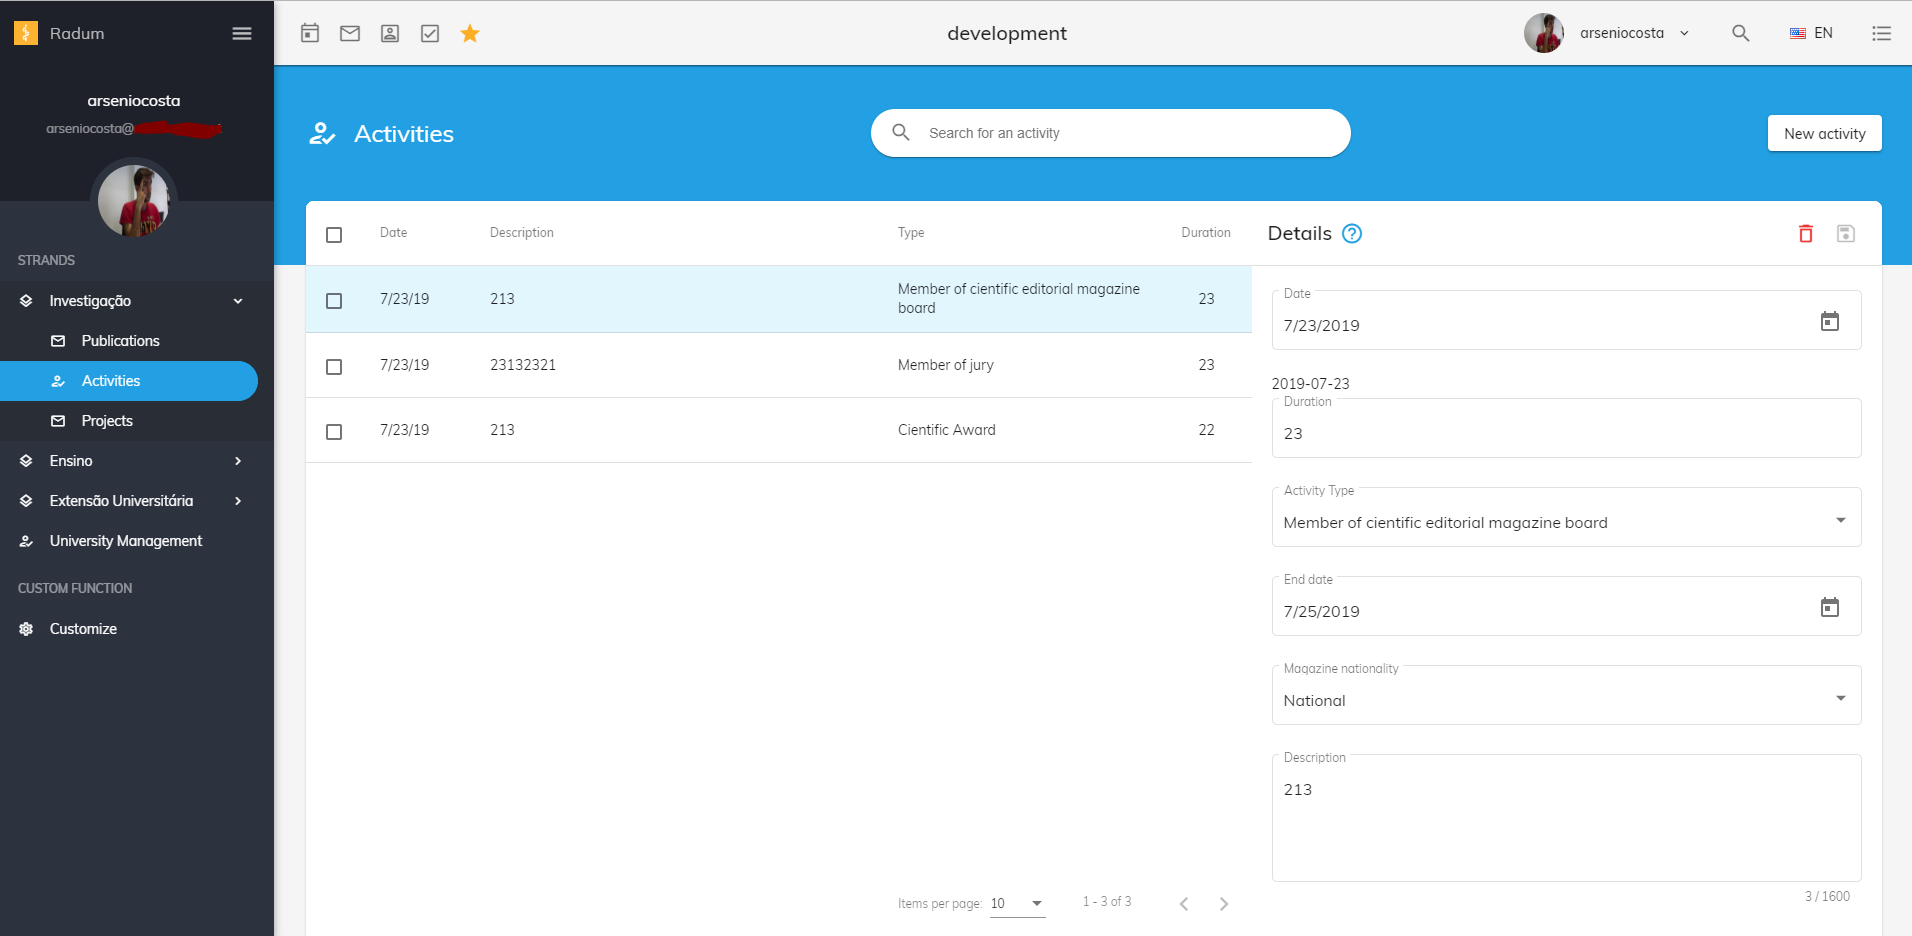 Radum
development
arseniocosta
EN
arseniocosta
arseniocosta@
STRANDS
Investigação
Publications
Activities
Projects
Ensino
Extensão Universitária
University Management
CUSTOM FUNCTION
Customize
Activities
Search for an activity
New activity
Date Description Type Duration
7/23/19 213 Member of cientific editorial magazine
board 23
7/23/19 23132321 Member of jury 23
7/23/19 213 Cientific Award 22
Items per page: 10 1 - 3 of 3
Details
Date
7/23/2019
2019-07-23
Duration
23
Activity Type
Member of cientific editorial magazine board
End date
7/25/2019
Magazine nationality
National
Description
213
3 / 1600